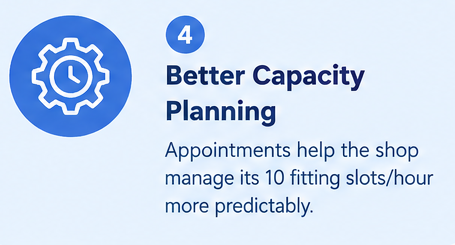 4
Better Capacity
Planning
Appointments help the shop
manage its 10 fitting slots/hour
more predictably.